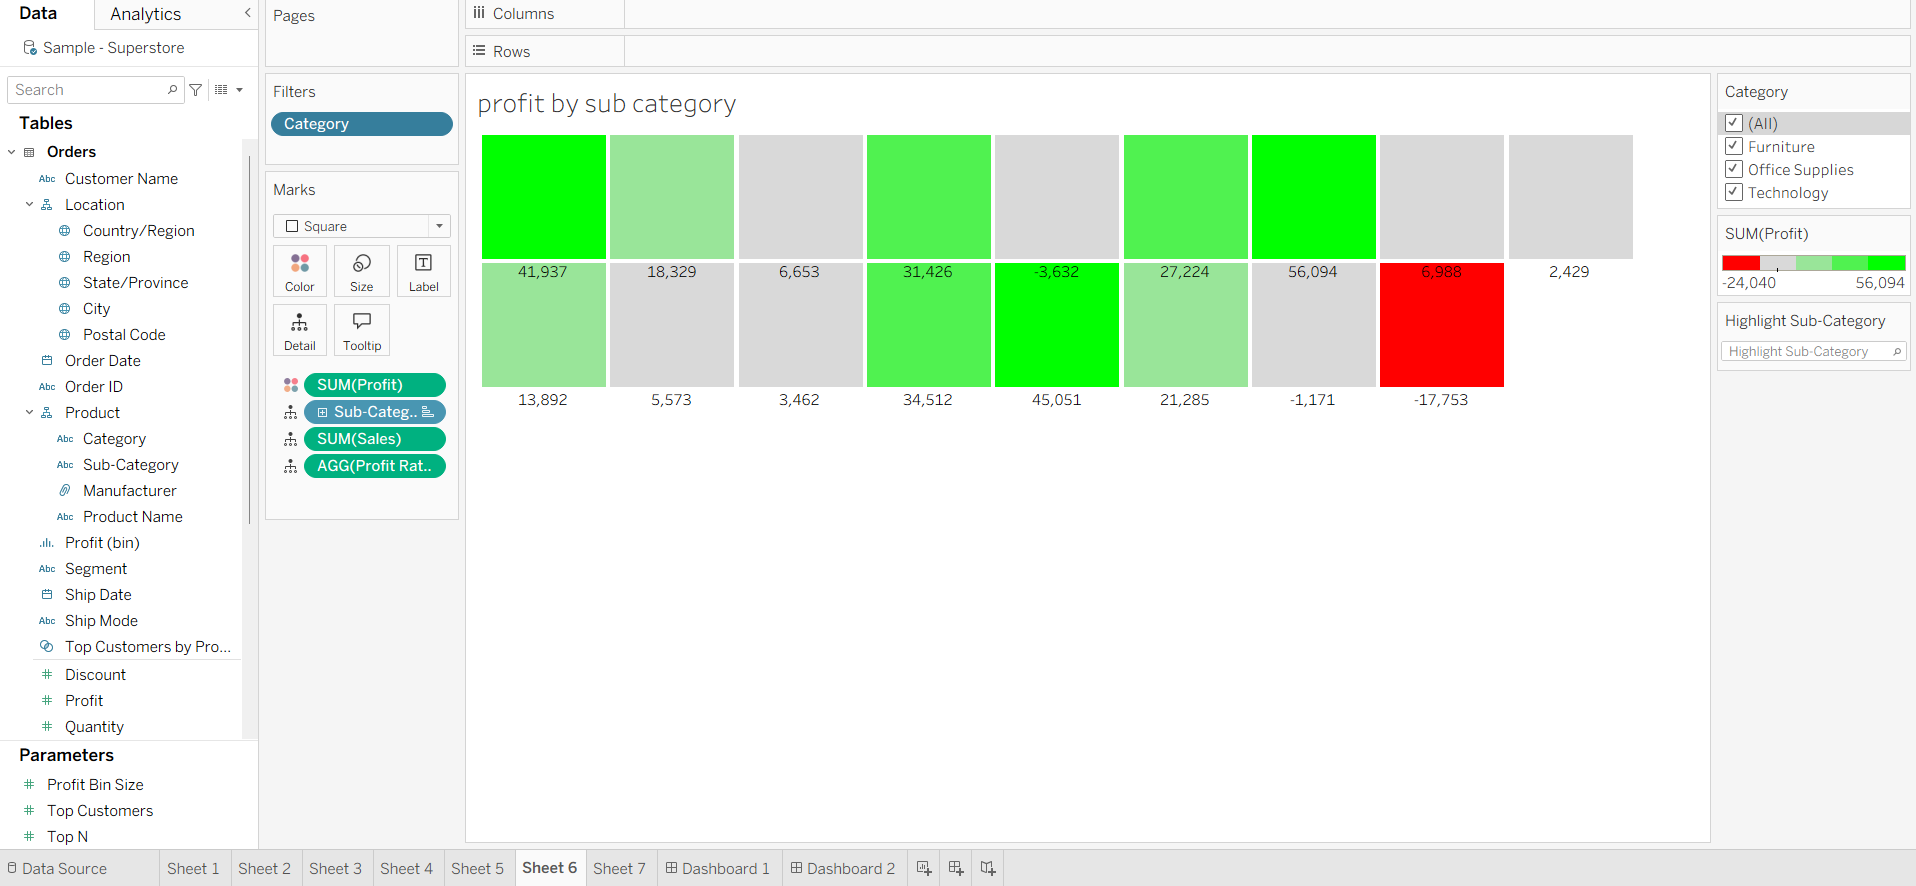 Data
Analytics
Sample - Superstore
Search
Tables
Orders
Abc Customer Name
Location
Country/Region
Region
State/Province
City
Postal Code
Order Date
Abc Order ID
Product
Abc Category
Abc Sub-Category
Manufacturer
Abc Product Name
Profit (bin)
Abc Segment
Ship Date
Abc Ship Mode
Top Customers by Pro...
Discount
Profit
Quantity
Parameters
Profit Bin Size
Top Customers
Top N
Pages
Filters
Category
Marks
Square
Color Size Label
Detail Tooltip
SUM(Profit)
Sub-Categ..
SUM(Sales)
AGG(Profit Rat..
Columns
Rows
profit by sub category
41,937 18,329 6,653 31,426 -3,632 27,224 56,094 6,988 2,429
13,892 5,573 3,462 34,512 45,051 21,285 -1,171 -17,753
Category
(All)
Furniture
Office Supplies
Technology
SUM(Profit)
-24,040 56,094
Highlight Sub-Category
Highlight Sub-Category
Data Source Sheet 1 Sheet 2 Sheet 3 Sheet 4 Sheet 5 Sheet 6 Sheet 7 Dashboard 1 Dashboard 2